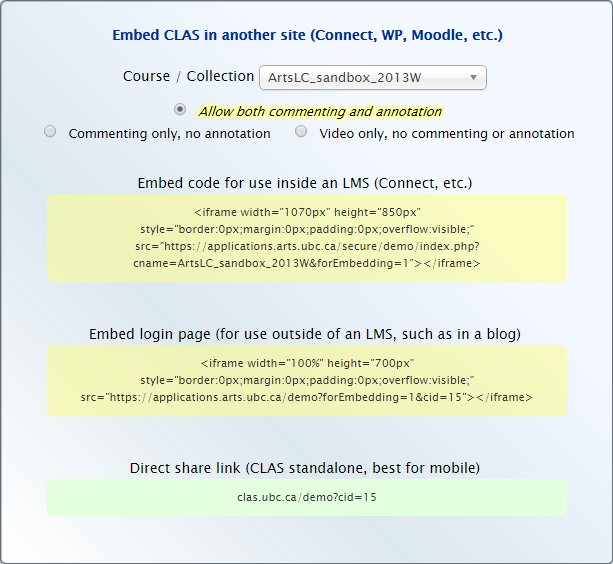 Embed CLAS in another site (Connect, WP, Moodle, etc.)
Course / Collection ArtsLC_sandbox_2013W
Allow both commenting and annotation
Commenting only, no annotation Video only, no commenting or annotation
Embed code for use inside an LMS (Connect, etc.)
<iframe width="1070px" height="850px"
style="border:0px;margin:0px;padding:0px;overflow:visible;"
src="https://applications.arts.ubc.ca/secure/demo/index.php?
cname=ArtsLC_sandbox_2013W&forEmbedding=1"></iframe>
Embed login page (for use outside of an LMS, such as in a blog)
<iframe width="100%" height="700px"
style="border:0px;margin:0px;padding:0px;overflow:visible;"
src="https://applications.arts.ubc.ca/demo?forEmbedding=1&cid=15"></iframe>
Direct share link (CLAS standalone, best for mobile)
clas.ubc.ca/demo?cid=15